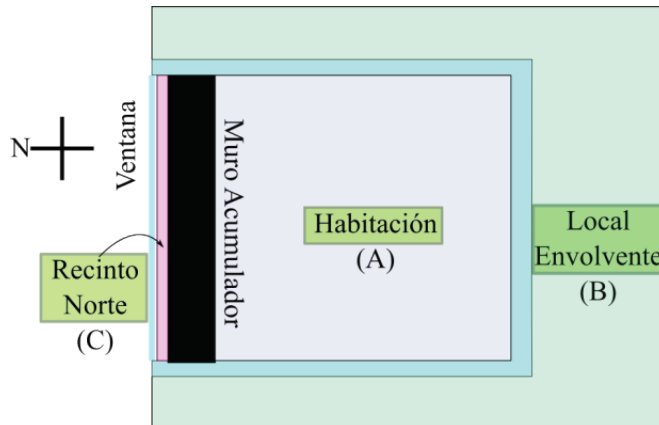 N
Ventana
Muro Acumulador
Habitación
(A)
Local
Envolvente
(B)
Recinto
Norte
(C)